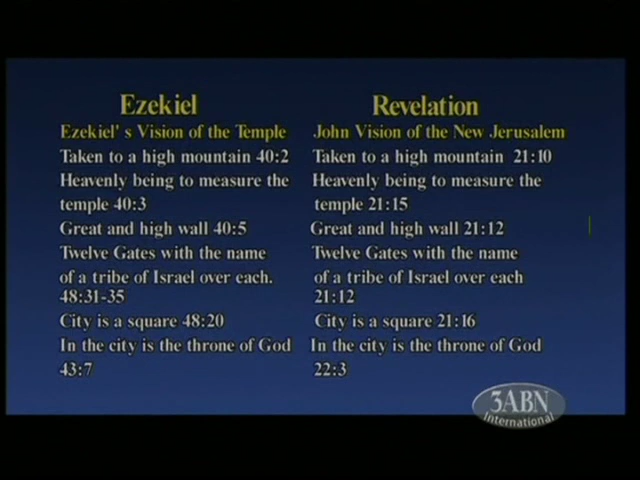 Ezekiel
Ezekiel' s Vision of the Temple
Taken to a high mountain 40:2
Heavenly being to measure the
temple 40:3
Great and high wall 40:5
Twelve Gates with the name
of a tribe of Israel over each.
48:31-35
City is a square 48:20
In the city is the throne of God
43:7
Revelation
John Vision of the New Jerusalem
Taken to a high mountain 21:10
Heavenly being to measure the
temple 21:15
Great and high wall 21:12
Twelve Gates with the name
of a tribe of Israel over each
21:12
City is a square 21:16
In the city is the throne of God
22:3
3ABN
International